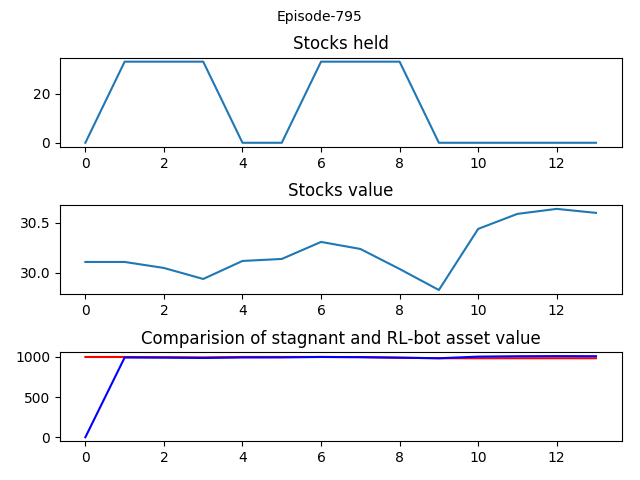 Episode-795
Stocks held
20
0
0 2 4 6 8 10 12
Stocks value
30.5
30.0
0 2 4 6 8 10 12
Comparision of stagnant and RL-bot asset value
1000
500
0
0 2 4 6 8 10 12